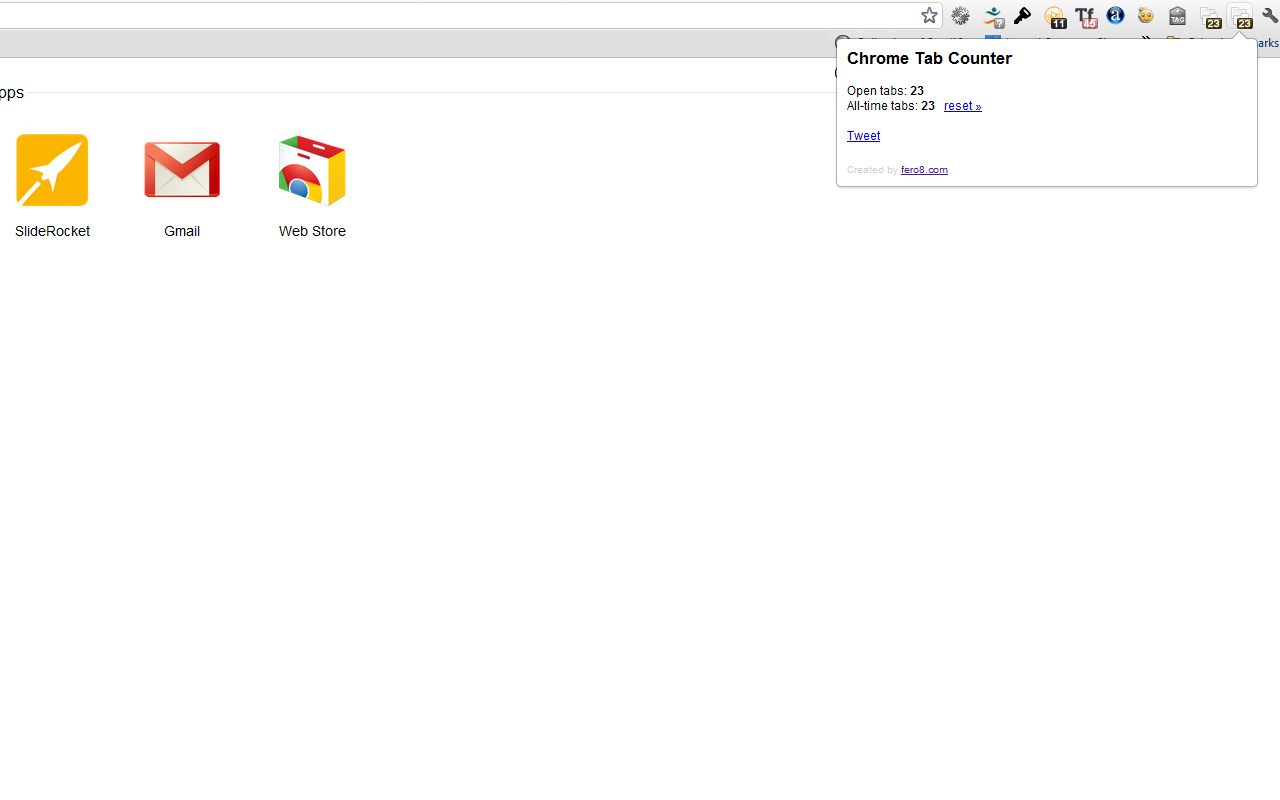 11
45
TAG
23
23
arks
Chrome Tab Counter
Open tabs: 23
All-time tabs: 23 reset »
Tweet
Created by fero8.com
pps
SlideRocket
Gmail
Web Store